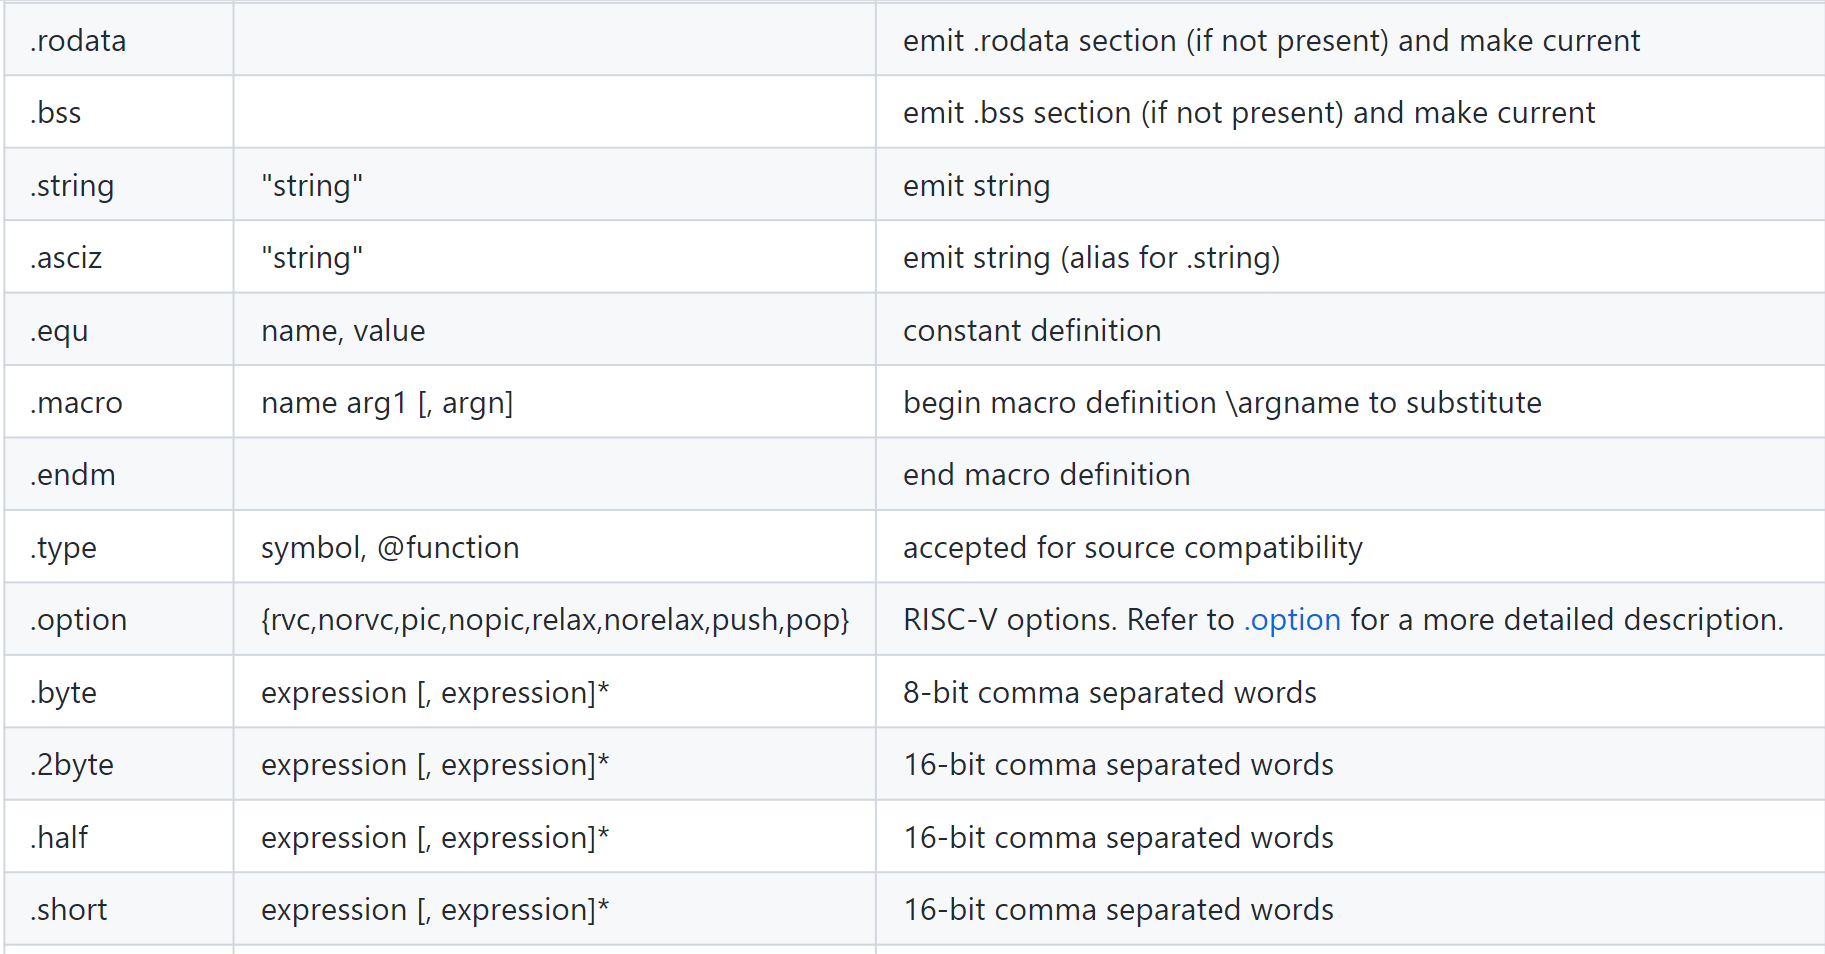 .rodata emit .rodata section (if not present) and make current
.bss emit .bss section (if not present) and make current
.string "string" emit string
.asciz "string" emit string (alias for .string)
.equ name, value constant definition
.macro name arg1 [, argn] begin macro definition \argname to substitute
.endm end macro definition
.type symbol, @function accepted for source compatibility
.option {rvc,norvc,pic,nopic,relax,norelax,push,pop} RISC-V options. Refer to .option for a more detailed description.
.byte expression [, expression]* 8-bit comma separated words
.2byte expression [, expression]* 16-bit comma separated words
.half expression [, expression]* 16-bit comma separated words
.short expression [, expression]* 16-bit comma separated words